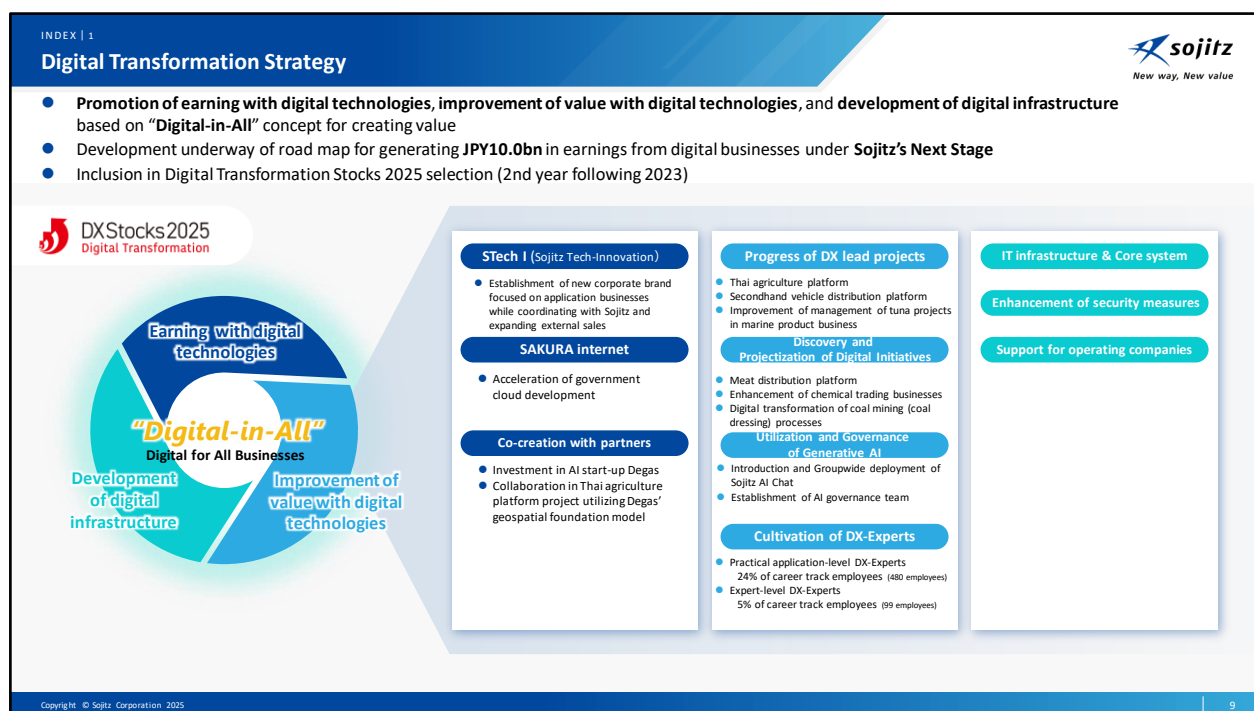 INDEX | 1
Digital Transformation Strategy
sojitz
New way, New value
● Promotion of earning with digital technologies, improvement of value with digital technologies, and development of digital infrastructure
based on “Digital-in-All” concept for creating value
● Development underway of road map for generating JPY10.0bn in earnings from digital businesses under Sojitz’s Next Stage
● Inclusion in Digital Transformation Stocks 2025 selection (2nd year following 2023)
DXStocks2025
Digital Transformation
Earning with digital
technologies
“Digital-in-All”
Digital for All Businesses
Development
of digital
infrastructure
Improvement of
value with digital
technologies
STech I (Sojitz Tech-Innovation)
● Establishment of new corporate brand
focused on application businesses
while coordinating with Sojitz and
expanding external sales
SAKURA internet
● Acceleration of government
cloud development
Co-creation with partners
● Investment in AI start-up Degas
● Collaboration in Thai agriculture
platform project utilizing Degas’
geospatial foundation model
Progress of DX lead projects
● Thai agriculture platform
● Secondhand vehicle distribution platform
● Improvement of management of tuna projects
in marine product business
Discovery and
Projectization of Digital Initiatives
● Meat distribution platform
● Enhancement of chemical trading businesses
● Digital transformation of coal mining (coal
dressing) processes
Utilization and Governance
of Generative AI
● Introduction and Groupwide deployment of
Sojitz AI Chat
● Establishment of AI governance team
Cultivation of DX-Experts
● Practical application-level DX-Experts
24% of career track employees (480 employees)
● Expert-level DX-Experts
5% of career track employees (99 employees)
IT infrastructure & Core system
Enhancement of security measures
Support for operating companies
Copyright © Sojitz Corporation 2025
9